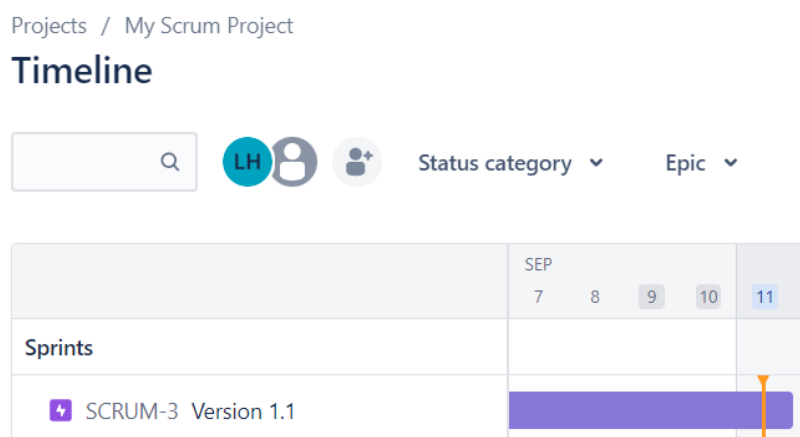 Projects / My Scrum Project
Timeline
LH Status category Epic
SEP
7 8 9 10 11
Sprints
SCRUM-3 Version 1.1